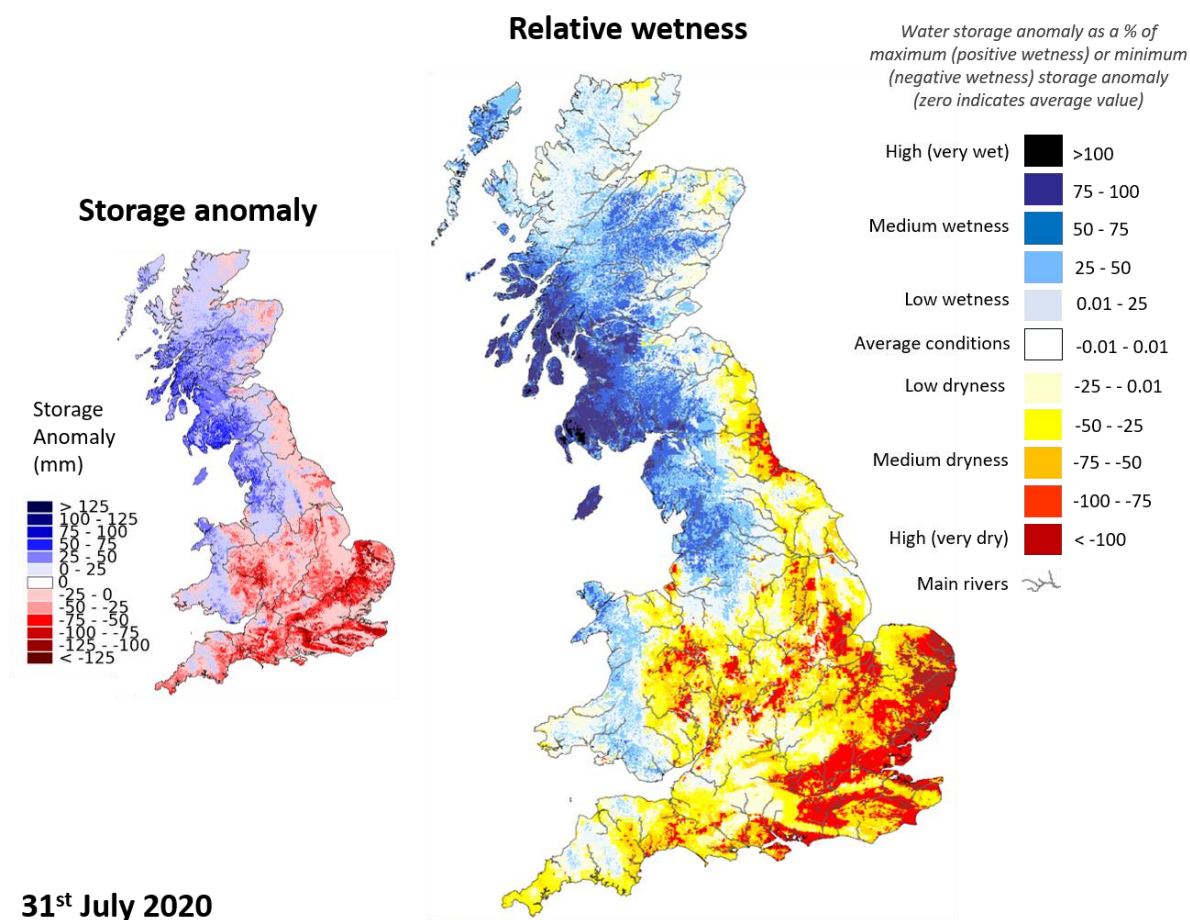 Relative wetness
Water storage anomaly as a % of
maximum (positive wetness) or minimum
(negative wetness) storage anomaly
(zero indicates average value)
High (very wet) >100
75 - 100
Medium wetness 50 - 75
25 - 50
Low wetness 0.01 - 25
Average conditions -0.01 - 0.01
Low dryness -25 - - 0.01
-50 - -25
Medium dryness -75 - -50
-100 - -75
High (very dry) < -100
Main rivers
Storage anomaly
Storage
Anomaly
(mm)
> 125
100 - 125
75 - 100
50 - 75
25 - 50
0 - 25
0
-25 - 0
-50 - -25
-75 - -50
-100 - -75
-125 - -100
< -125
31st July 2020